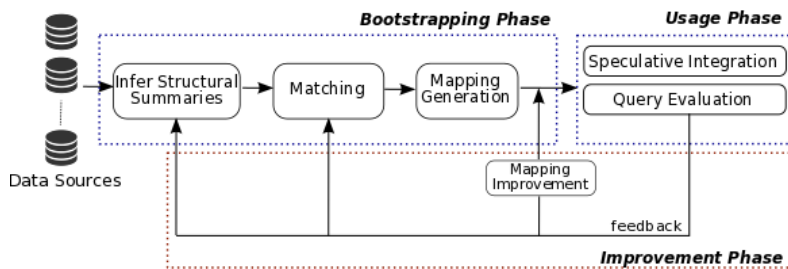 Bootstrapping Phase
Usage Phase
Infer Structural
Summaries
Matching
Mapping
Generation
Speculative Integration
Query Evaluation
Data Sources
Mapping
Improvement
feedback
Improvement Phase